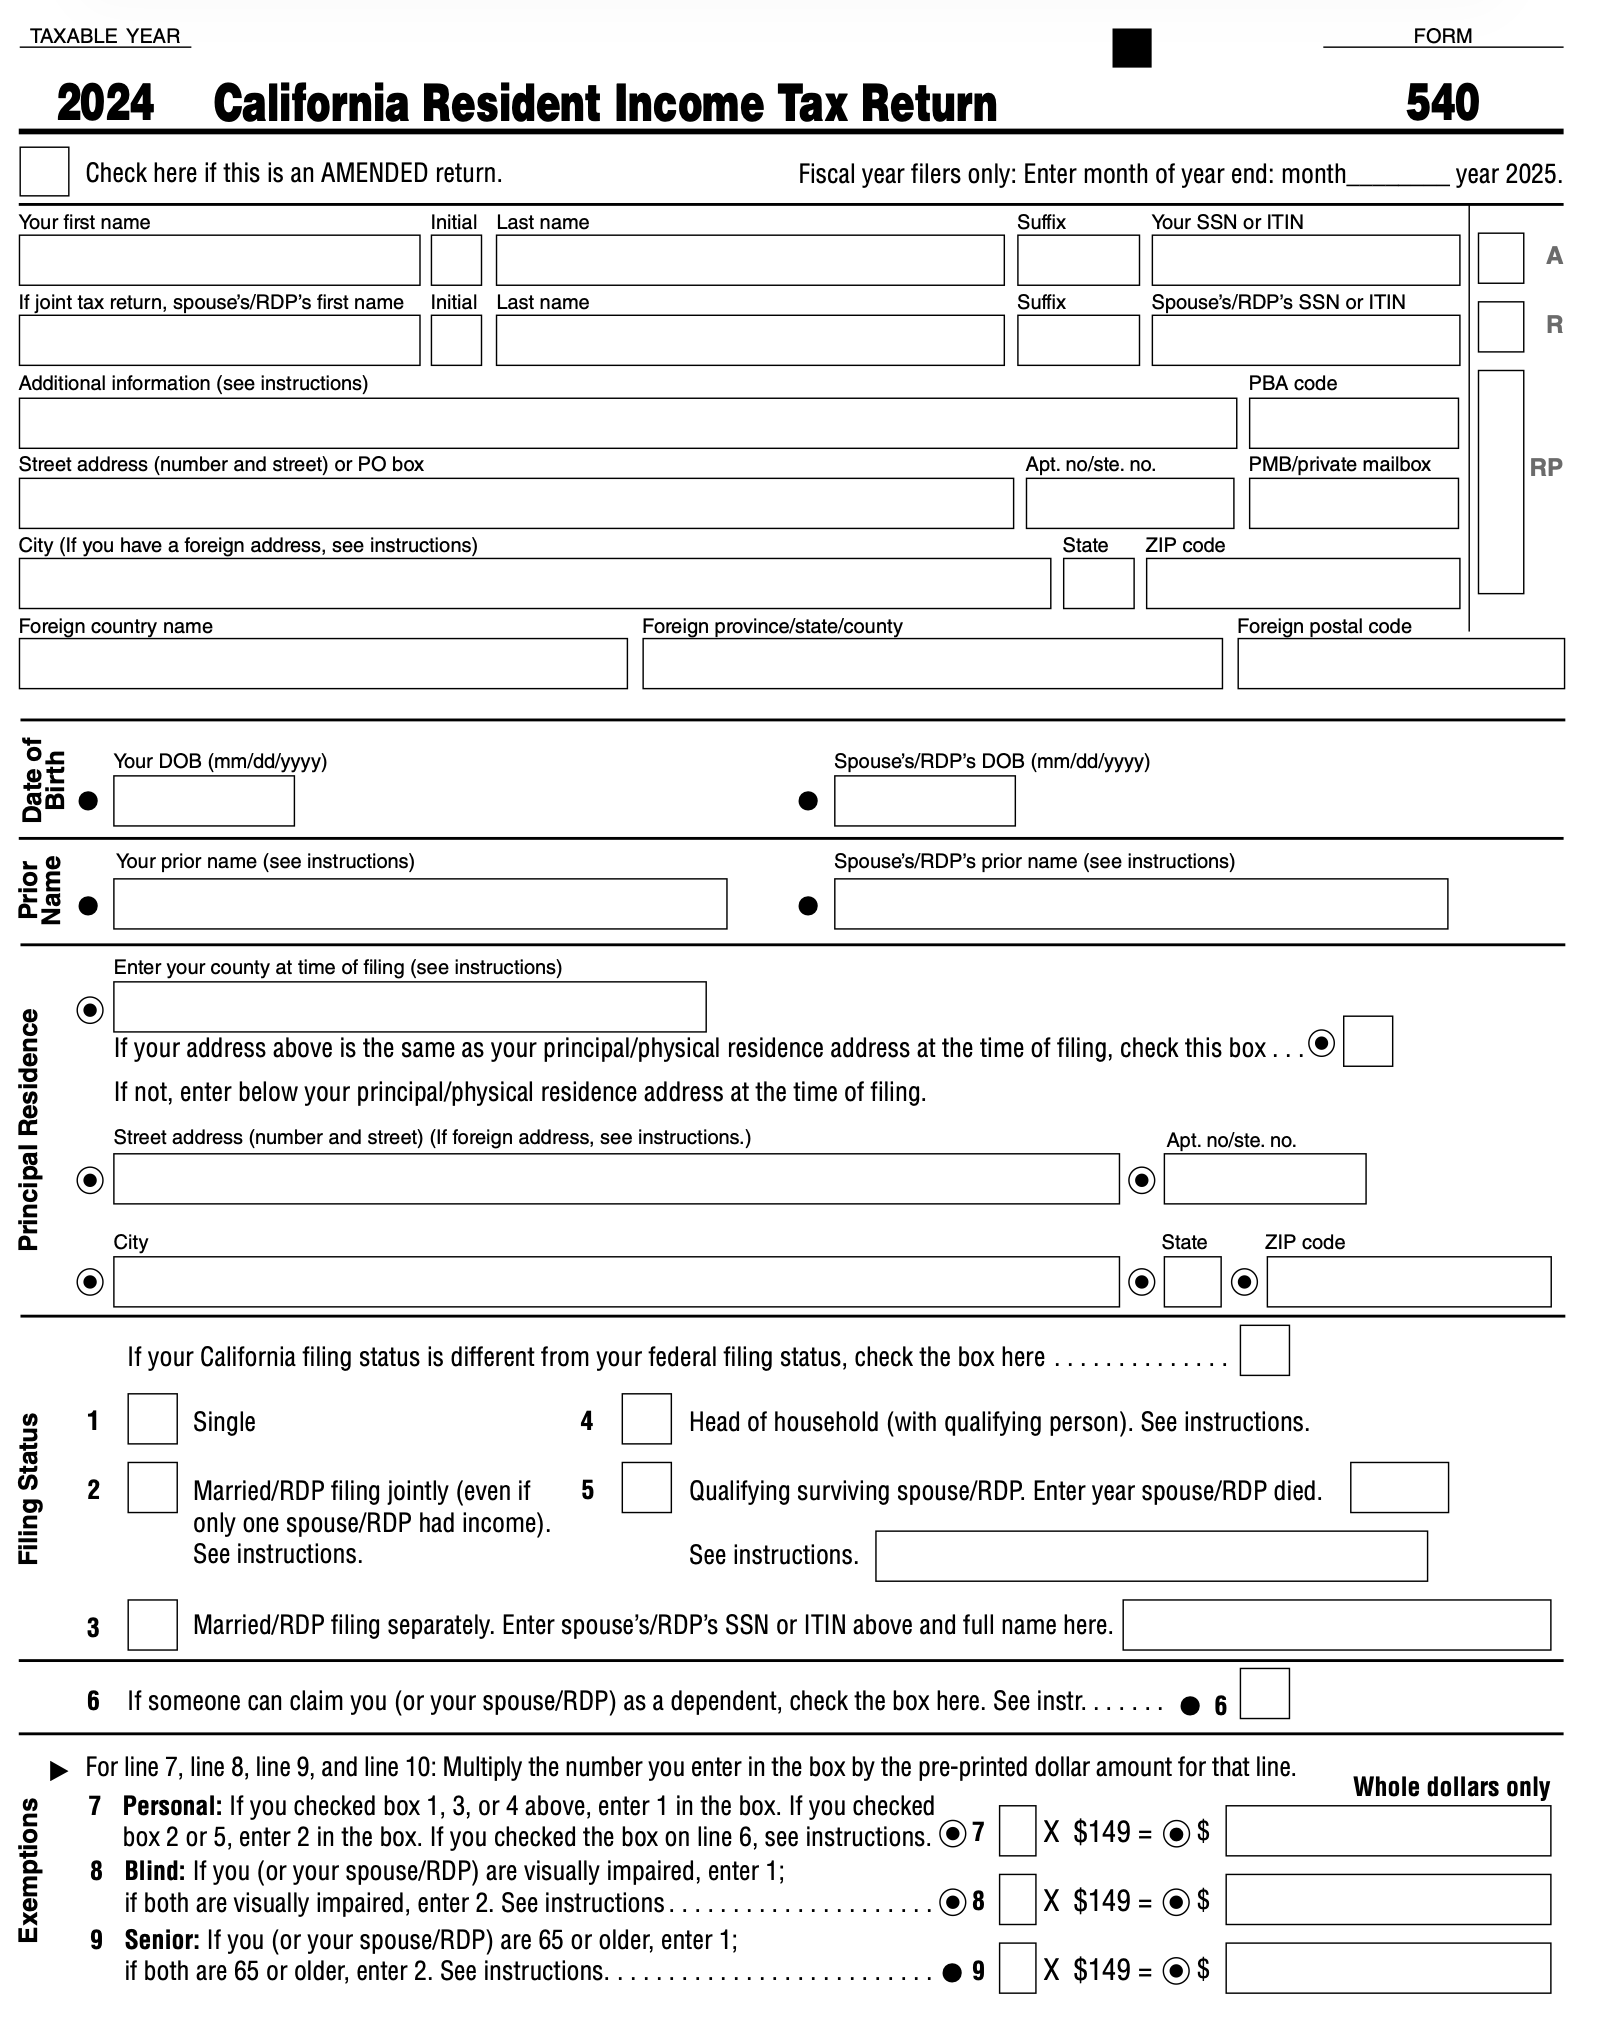 TAXABLE YEAR
FORM
2024 California Resident Income Tax Return 540
Check here if this is an AMENDED return. Fiscal year filers only: Enter month of year end: month________ year 2025.
Your first name Initial Last name Suffix Your SSN or ITIN
A
If joint tax return, spouse's/RDP's first name Initial Last name Suffix Spouse's/RDP's SSN or ITIN
R
Additional information (see instructions) PBA code
Street address (number and street) or PO box Apt. no/ste. no. PMB/private mailbox
RP
City (If you have a foreign address, see instructions) State ZIP code
Foreign country name Foreign province/state/county Foreign postal code
Date of
Birth
Your DOB (mm/dd/yyyy) Spouse's/RDP's DOB (mm/dd/yyyy)
Prior
Name
Your prior name (see instructions) Spouse's/RDP's prior name (see instructions)
Principal Residence
Enter your county at time of filing (see instructions)
If your address above is the same as your principal/physical residence address at the time of filing, check this box . . .
If not, enter below your principal/physical residence address at the time of filing.
Street address (number and street) (If foreign address, see instructions.) Apt. no/ste. no.
City State ZIP code
Filing Status
If your California filing status is different from your federal filing status, check the box here . . . . . . . . . . . . . .
1 Single 4 Head of household (with qualifying person). See instructions.
2 Married/RDP filing jointly (even if 5 Qualifying surviving spouse/RDP. Enter year spouse/RDP died.
only one spouse/RDP had income).
See instructions. See instructions.
3 Married/RDP filing separately. Enter spouse's/RDP's SSN or ITIN above and full name here.
6 If someone can claim you (or your spouse/RDP) as a dependent, check the box here. See instr. . . . . . . ● 6
Exemptions
▶ For line 7, line 8, line 9, and line 10: Multiply the number you enter in the box by the pre-printed dollar amount for that line.
Whole dollars only
7 Personal: If you checked box 1, 3, or 4 above, enter 1 in the box. If you checked
box 2 or 5, enter 2 in the box. If you checked the box on line 6, see instructions. 7 X $149 = $
8 Blind: If you (or your spouse/RDP) are visually impaired, enter 1;
if both are visually impaired, enter 2. See instructions . . . . . . . . . . . . . . . . . . . . . 8 X $149 = $
9 Senior: If you (or your spouse/RDP) are 65 or older, enter 1;
if both are 65 or older, enter 2. See instructions. . . . . . . . . . . . . . . . . . . . . . . . . . ● 9 X $149 = $